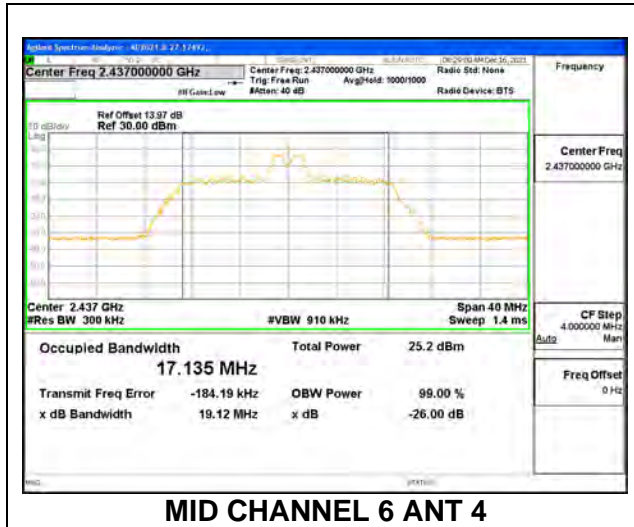 Center Freq 2.437000000 GHz
#IFGain:Low
Center Freq: 2.437000000 GHz
Trig: Free Run Avg|Hold: 1000/1000
#Atten: 40 dB
Radio Std: None
Radio Device: BTS
Frequency
Ref Offset 13.97 dB
10 dB/div Ref 30.00 dBm
Log
Center Freq
2.437000000 GHz
Center 2.437 GHz Span 40 MHz
#Res BW 300 kHz #VBW 910 kHz Sweep 1.4 ms
CF Step
4.000000 MHz
Auto Man
Occupied Bandwidth Total Power 25.2 dBm
17.135 MHz
Transmit Freq Error -184.19 kHz OBW Power 99.00 %
x dB Bandwidth 19.12 MHz x dB -26.00 dB
Freq Offset
0 Hz
MSG STATUS
MID CHANNEL 6 ANT 4